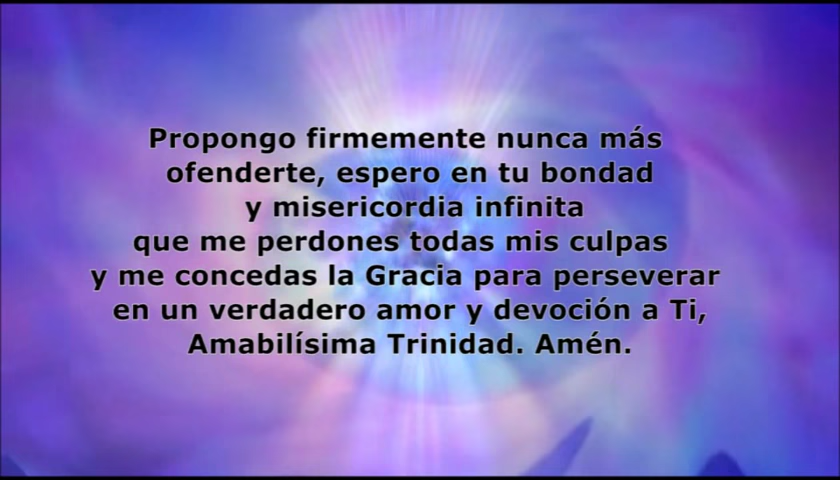 Propongo firmemente nunca más
ofenderte, espero en tu bondad
y misericordia infinita
que me perdones todas mis culpas
y me concedas la Gracia para perseverar
en un verdadero amor y devoción a Ti,
Amabilísima Trinidad. Amén.